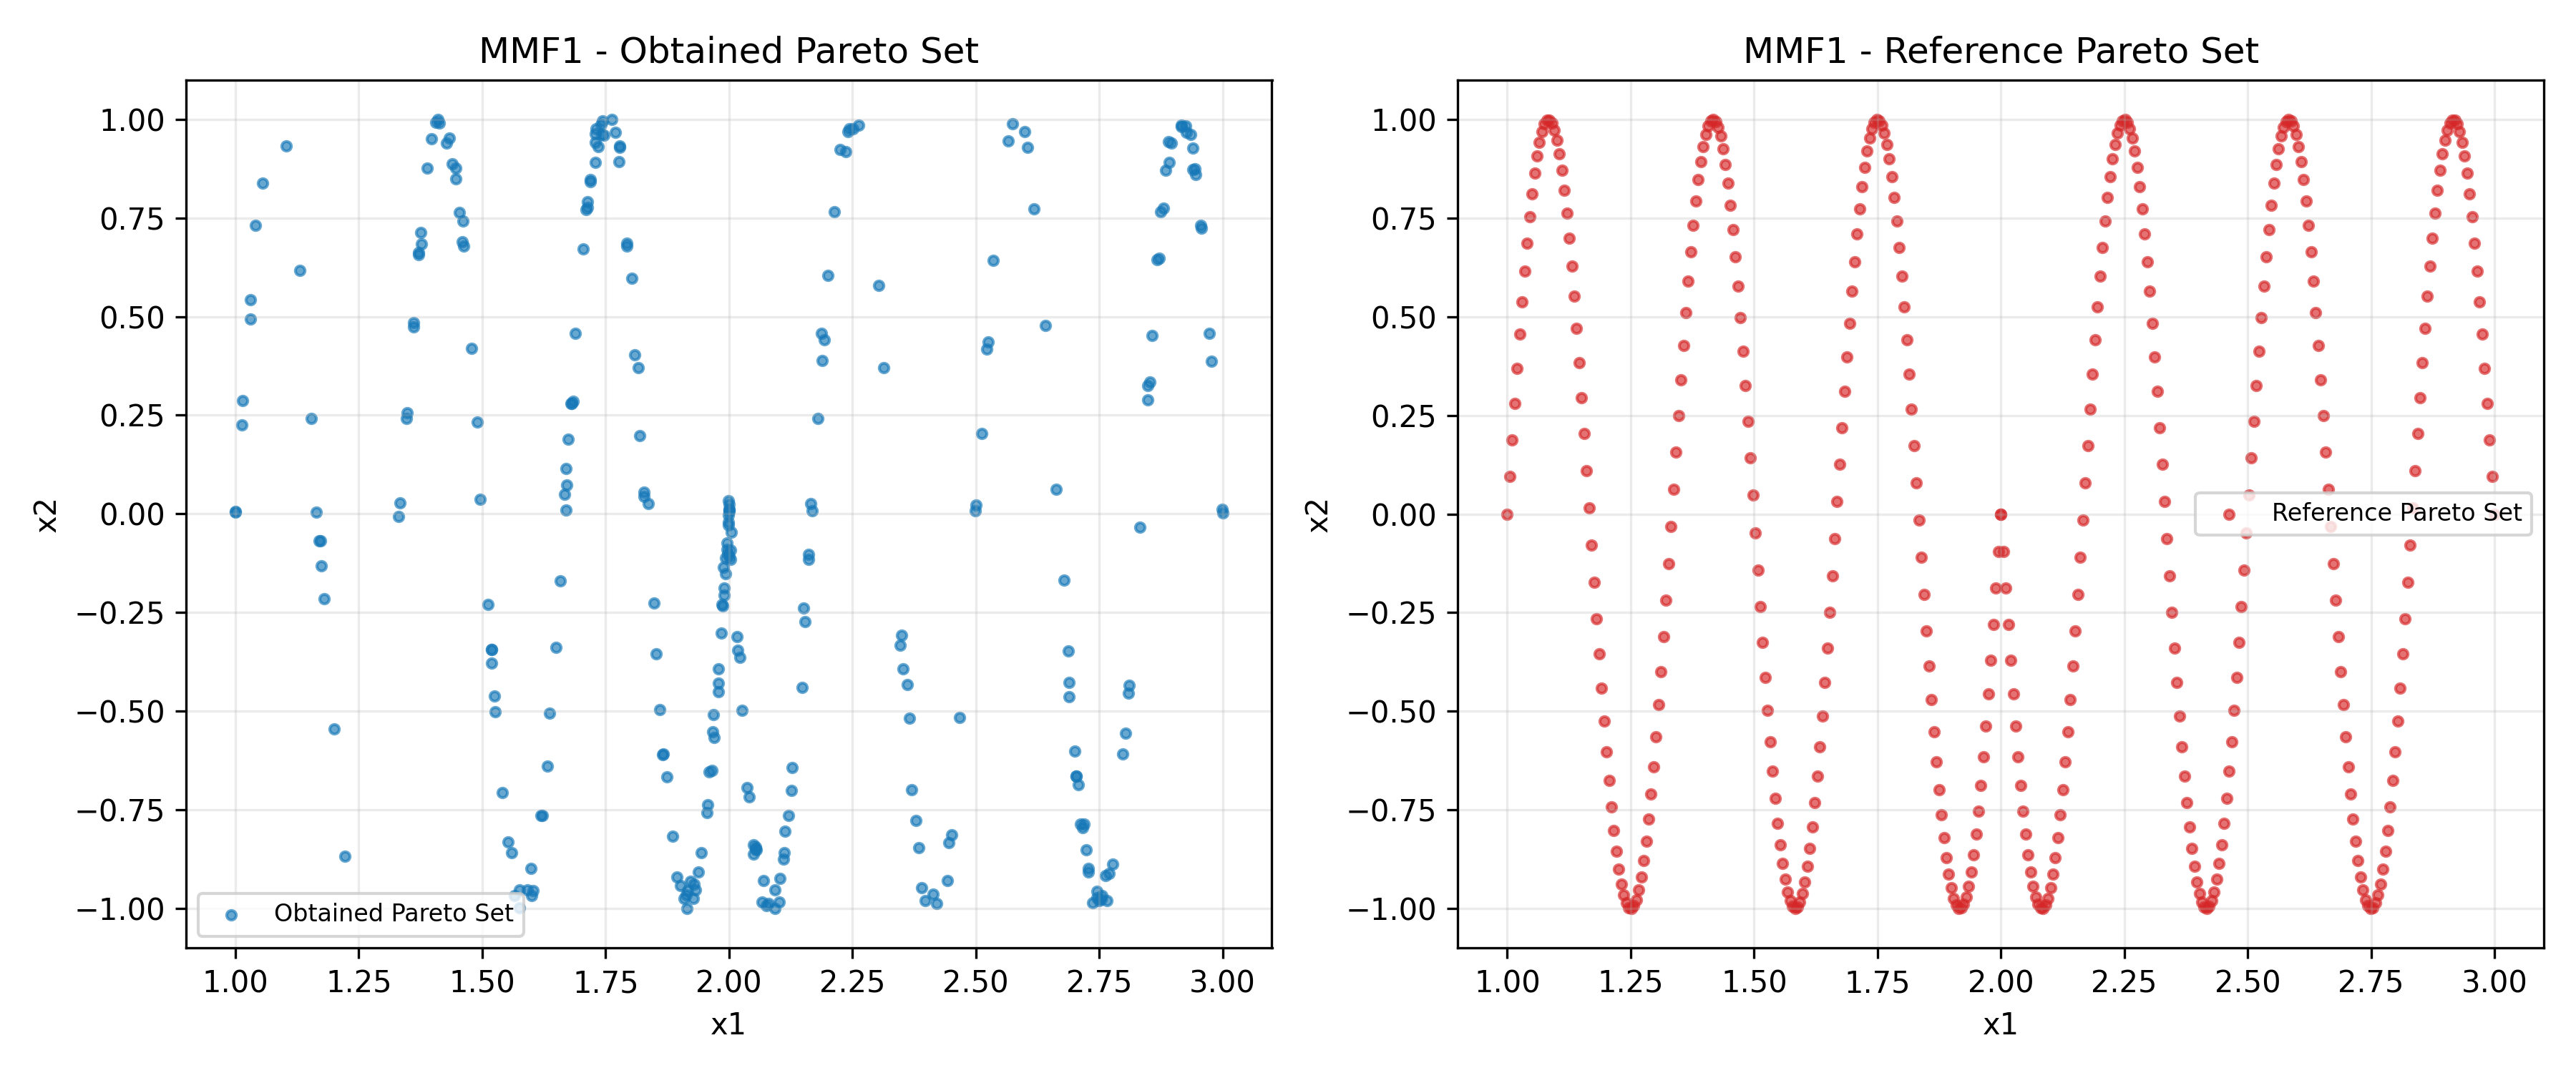 MMF1 - Obtained Pareto Set
1.00
0.75
0.50
0.25
0.00
−0.25
−0.50
−0.75
−1.00
x2
Obtained Pareto Set
1.00 1.25 1.50 1.75 2.00 2.25 2.50 2.75 3.00
x1
MMF1 - Reference Pareto Set
1.00
0.75
0.50
0.25
0.00
−0.25
−0.50
−0.75
−1.00
x2
Reference Pareto Set
1.00 1.25 1.50 1.75 2.00 2.25 2.50 2.75 3.00
x1